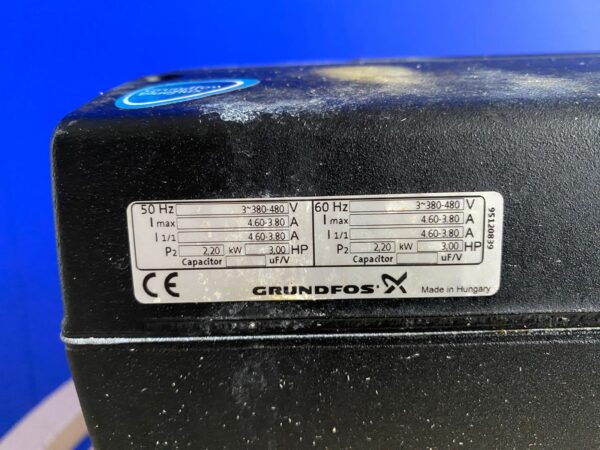 50 Hz 3~380-480 V
I max 4.60-3.80 A
I 1/1 4.60-3.80 A
P2 2,20 kW 3,00 HP
Capacitor uF/V
60 Hz 3~380-480 V
I max 4.60-3.80 A
I 1/1 4.60-3.80 A
P2 2,20 kW 3,00 HP
Capacitor uF/V
95120839
CE GRUNDFOS Made in Hungary